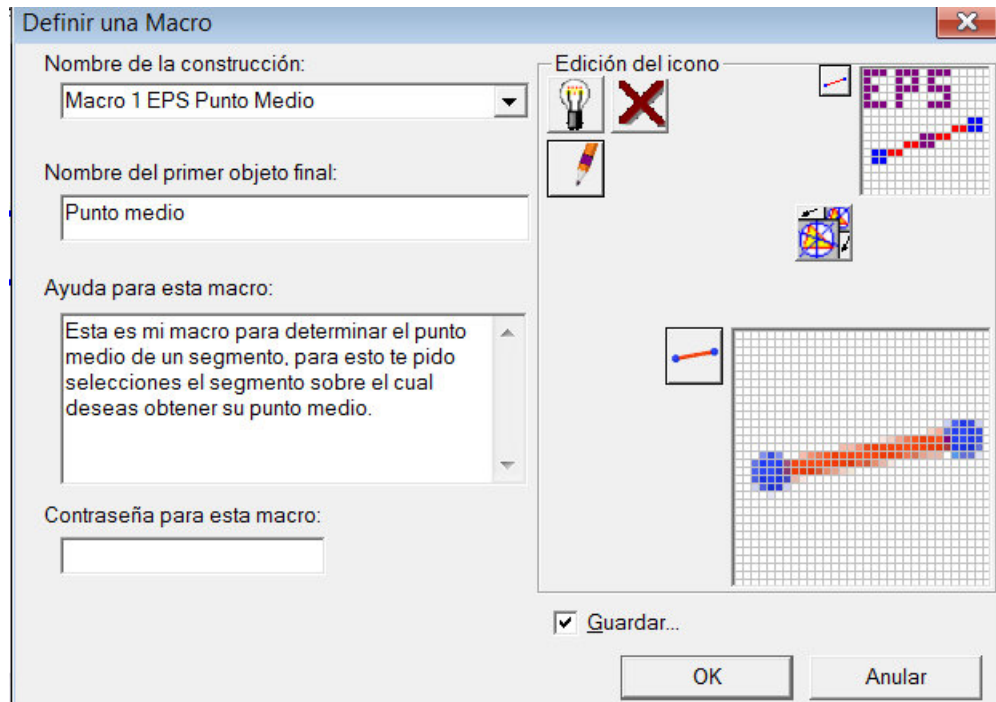 Definir una Macro
Nombre de la construcción:
Macro 1 EPS Punto Medio
Nombre del primer objeto final:
Punto medio
Ayuda para esta macro:
Esta es mi macro para determinar el punto
medio de un segmento, para esto te pido
selecciones el segmento sobre el cual
deseas obtener su punto medio.
Contraseña para esta macro:
Edición del icono
EPS
Guardar...
OK
Anular